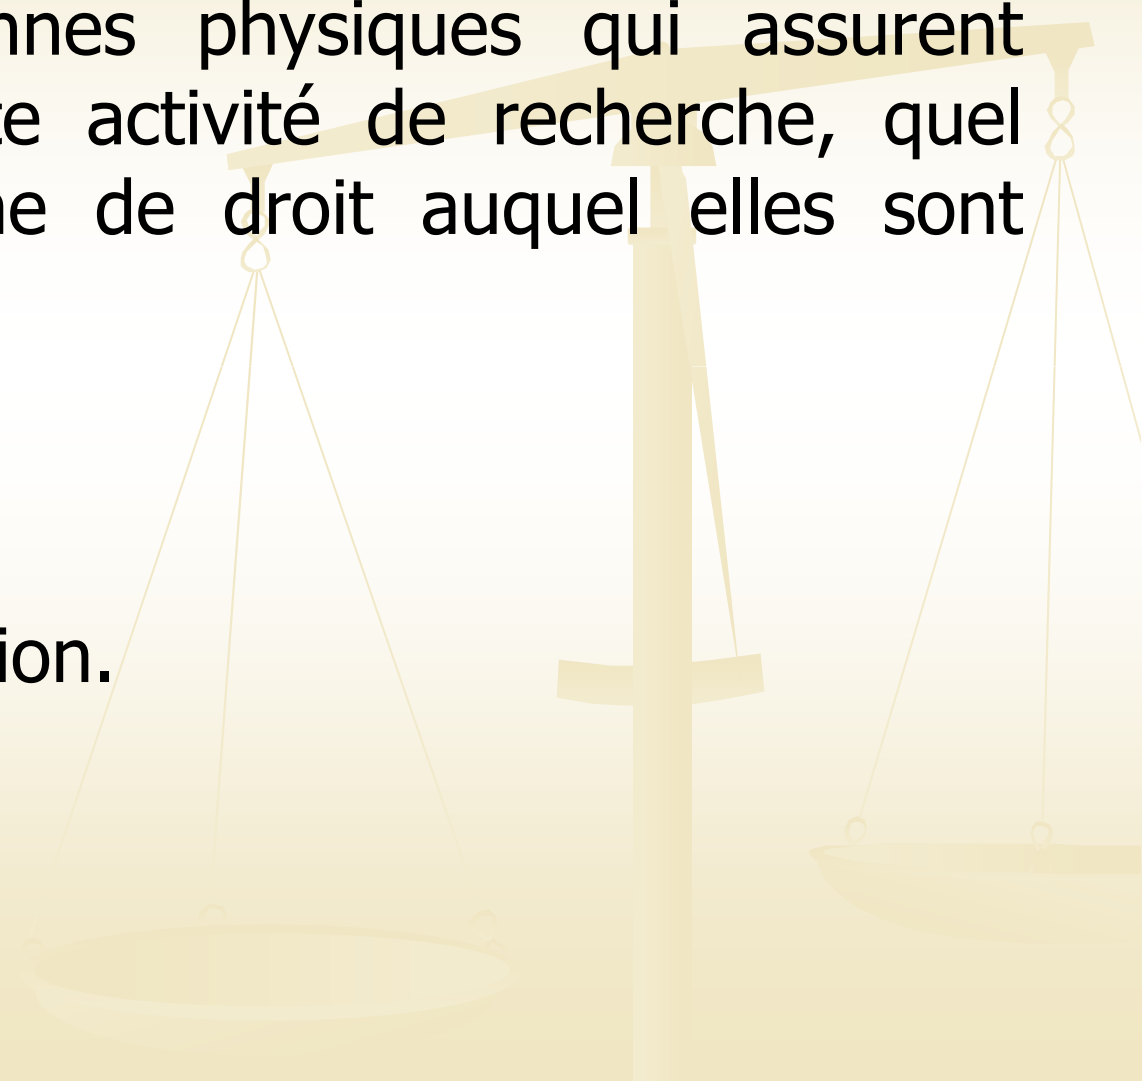 nnes physiques qui assurent
te activité de recherche, quel
ne de droit auquel elles sont
ion.